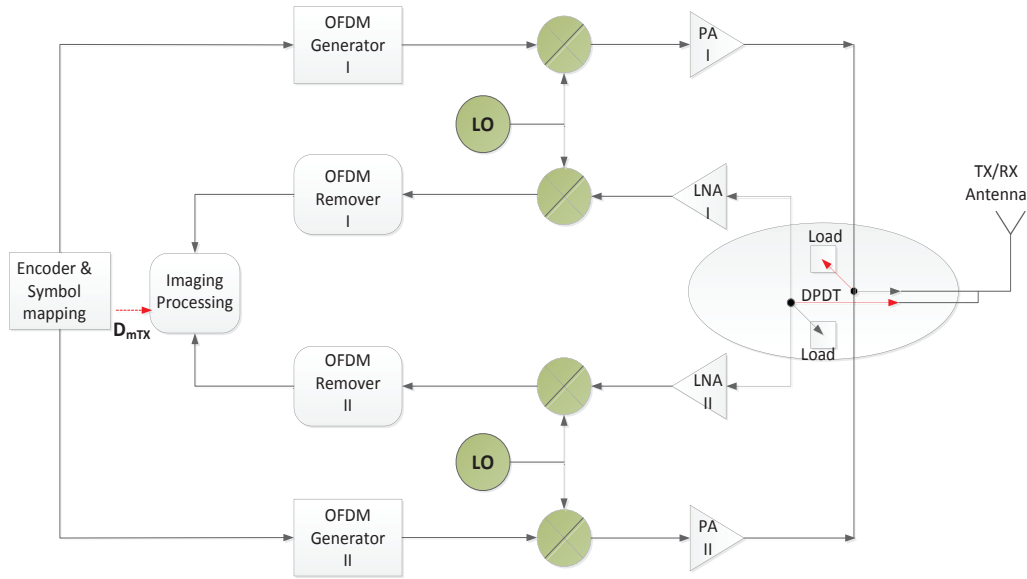 OFDM
Generator
I
PA
I
LO
OFDM
Remover
I
LNA
I
TX/RX
Antenna
Load
Encoder &
Symbol
mapping
Imaging
Processing
DPDT
D_mTX
Load
OFDM
Remover
II
LNA
II
LO
OFDM
Generator
II
PA
II